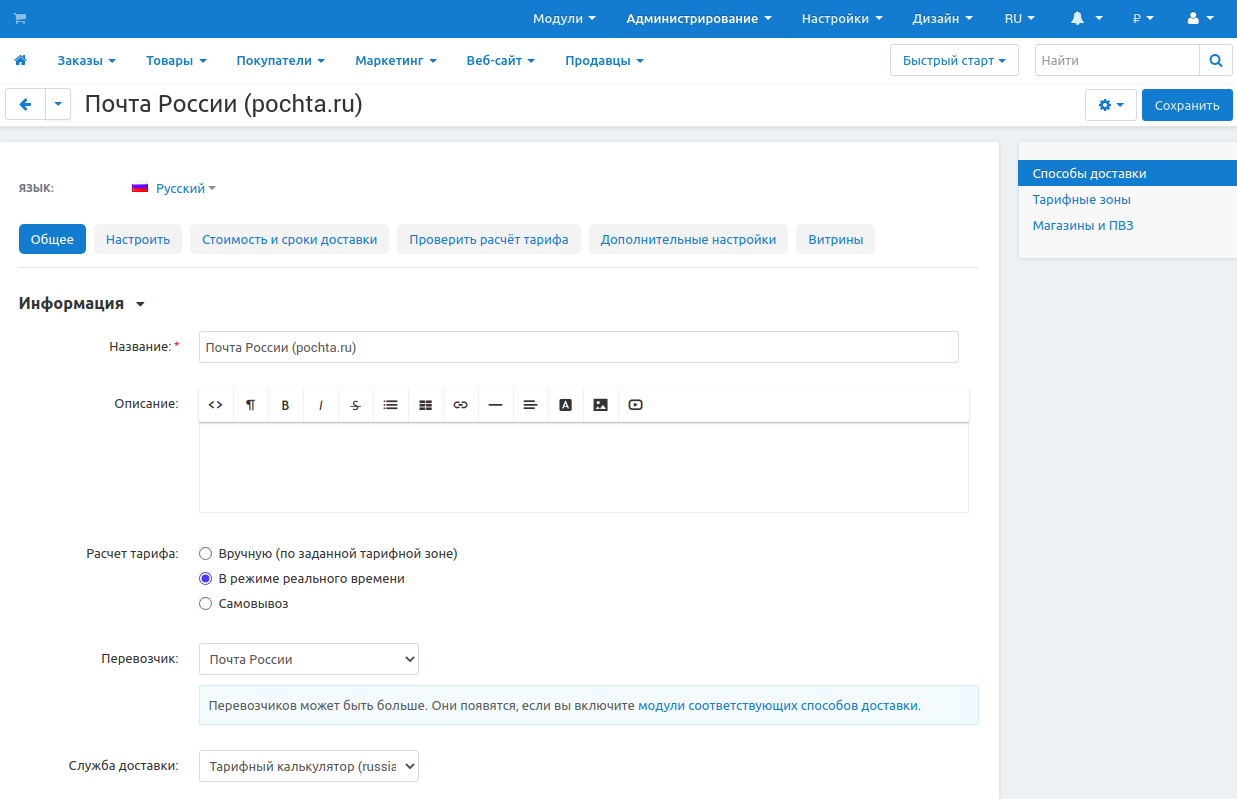 Модули Администрирование Настройки Дизайн RU ₽
Заказы Товары Покупатели Маркетинг Веб-сайт Продавцы Быстрый старт Найти
Почта России (pochta.ru) Сохранить
ЯЗЫК: Русский
Способы доставки
Тарифные зоны
Магазины и ПВЗ
Общее Настроить Стоимость и сроки доставки Проверить расчёт тарифа Дополнительные настройки Витрины
Информация
Название:* Почта России (pochta.ru)
Описание: <> ¶ B I S A
Расчет тарифа: Вручную (по заданной тарифной зоне)
В режиме реального времени
Самовывоз
Перевозчик: Почта России
Перевозчиков может быть больше. Они появятся, если вы включите модули соответствующих способов доставки.
Служба доставки: Тарифный калькулятор (russia